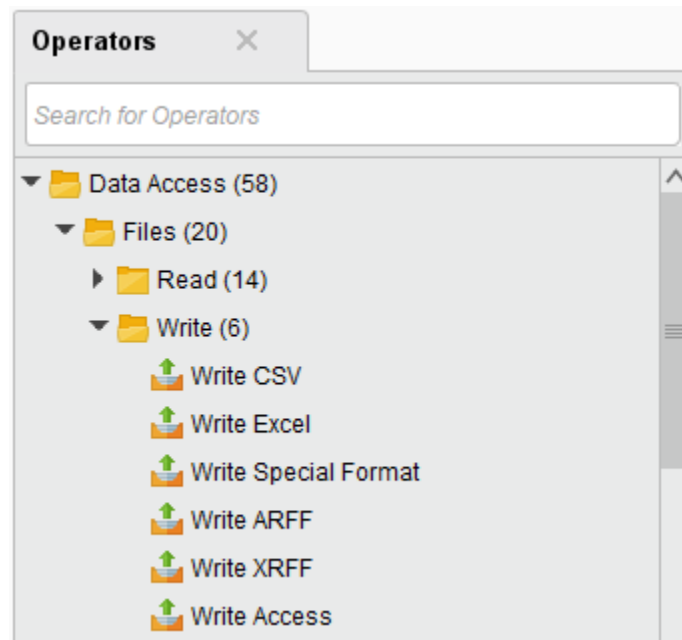 Operators
Search for Operators
Data Access (58)
Files (20)
Read (14)
Write (6)
Write CSV
Write Excel
Write Special Format
Write ARFF
Write XRFF
Write Access